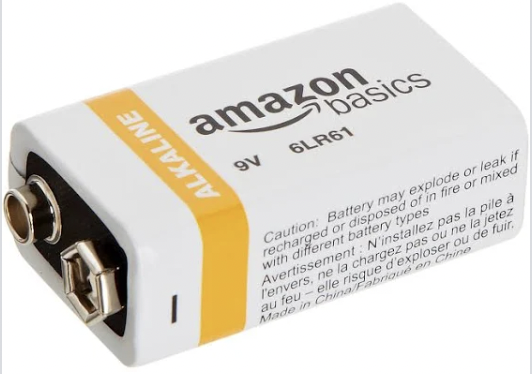 ALKALINE
amazon
basics
9V 6LR61
Caution: Battery may explode or leak if
recharged or disposed of in fire or mixed
with different battery types
Avertissement : N'installez pas la pile à
l'envers, ne la chargez pas ou ne la jetez
au feu – elle risque d'exploser ou de fuir.
Made in China/Fabriqué en Chine